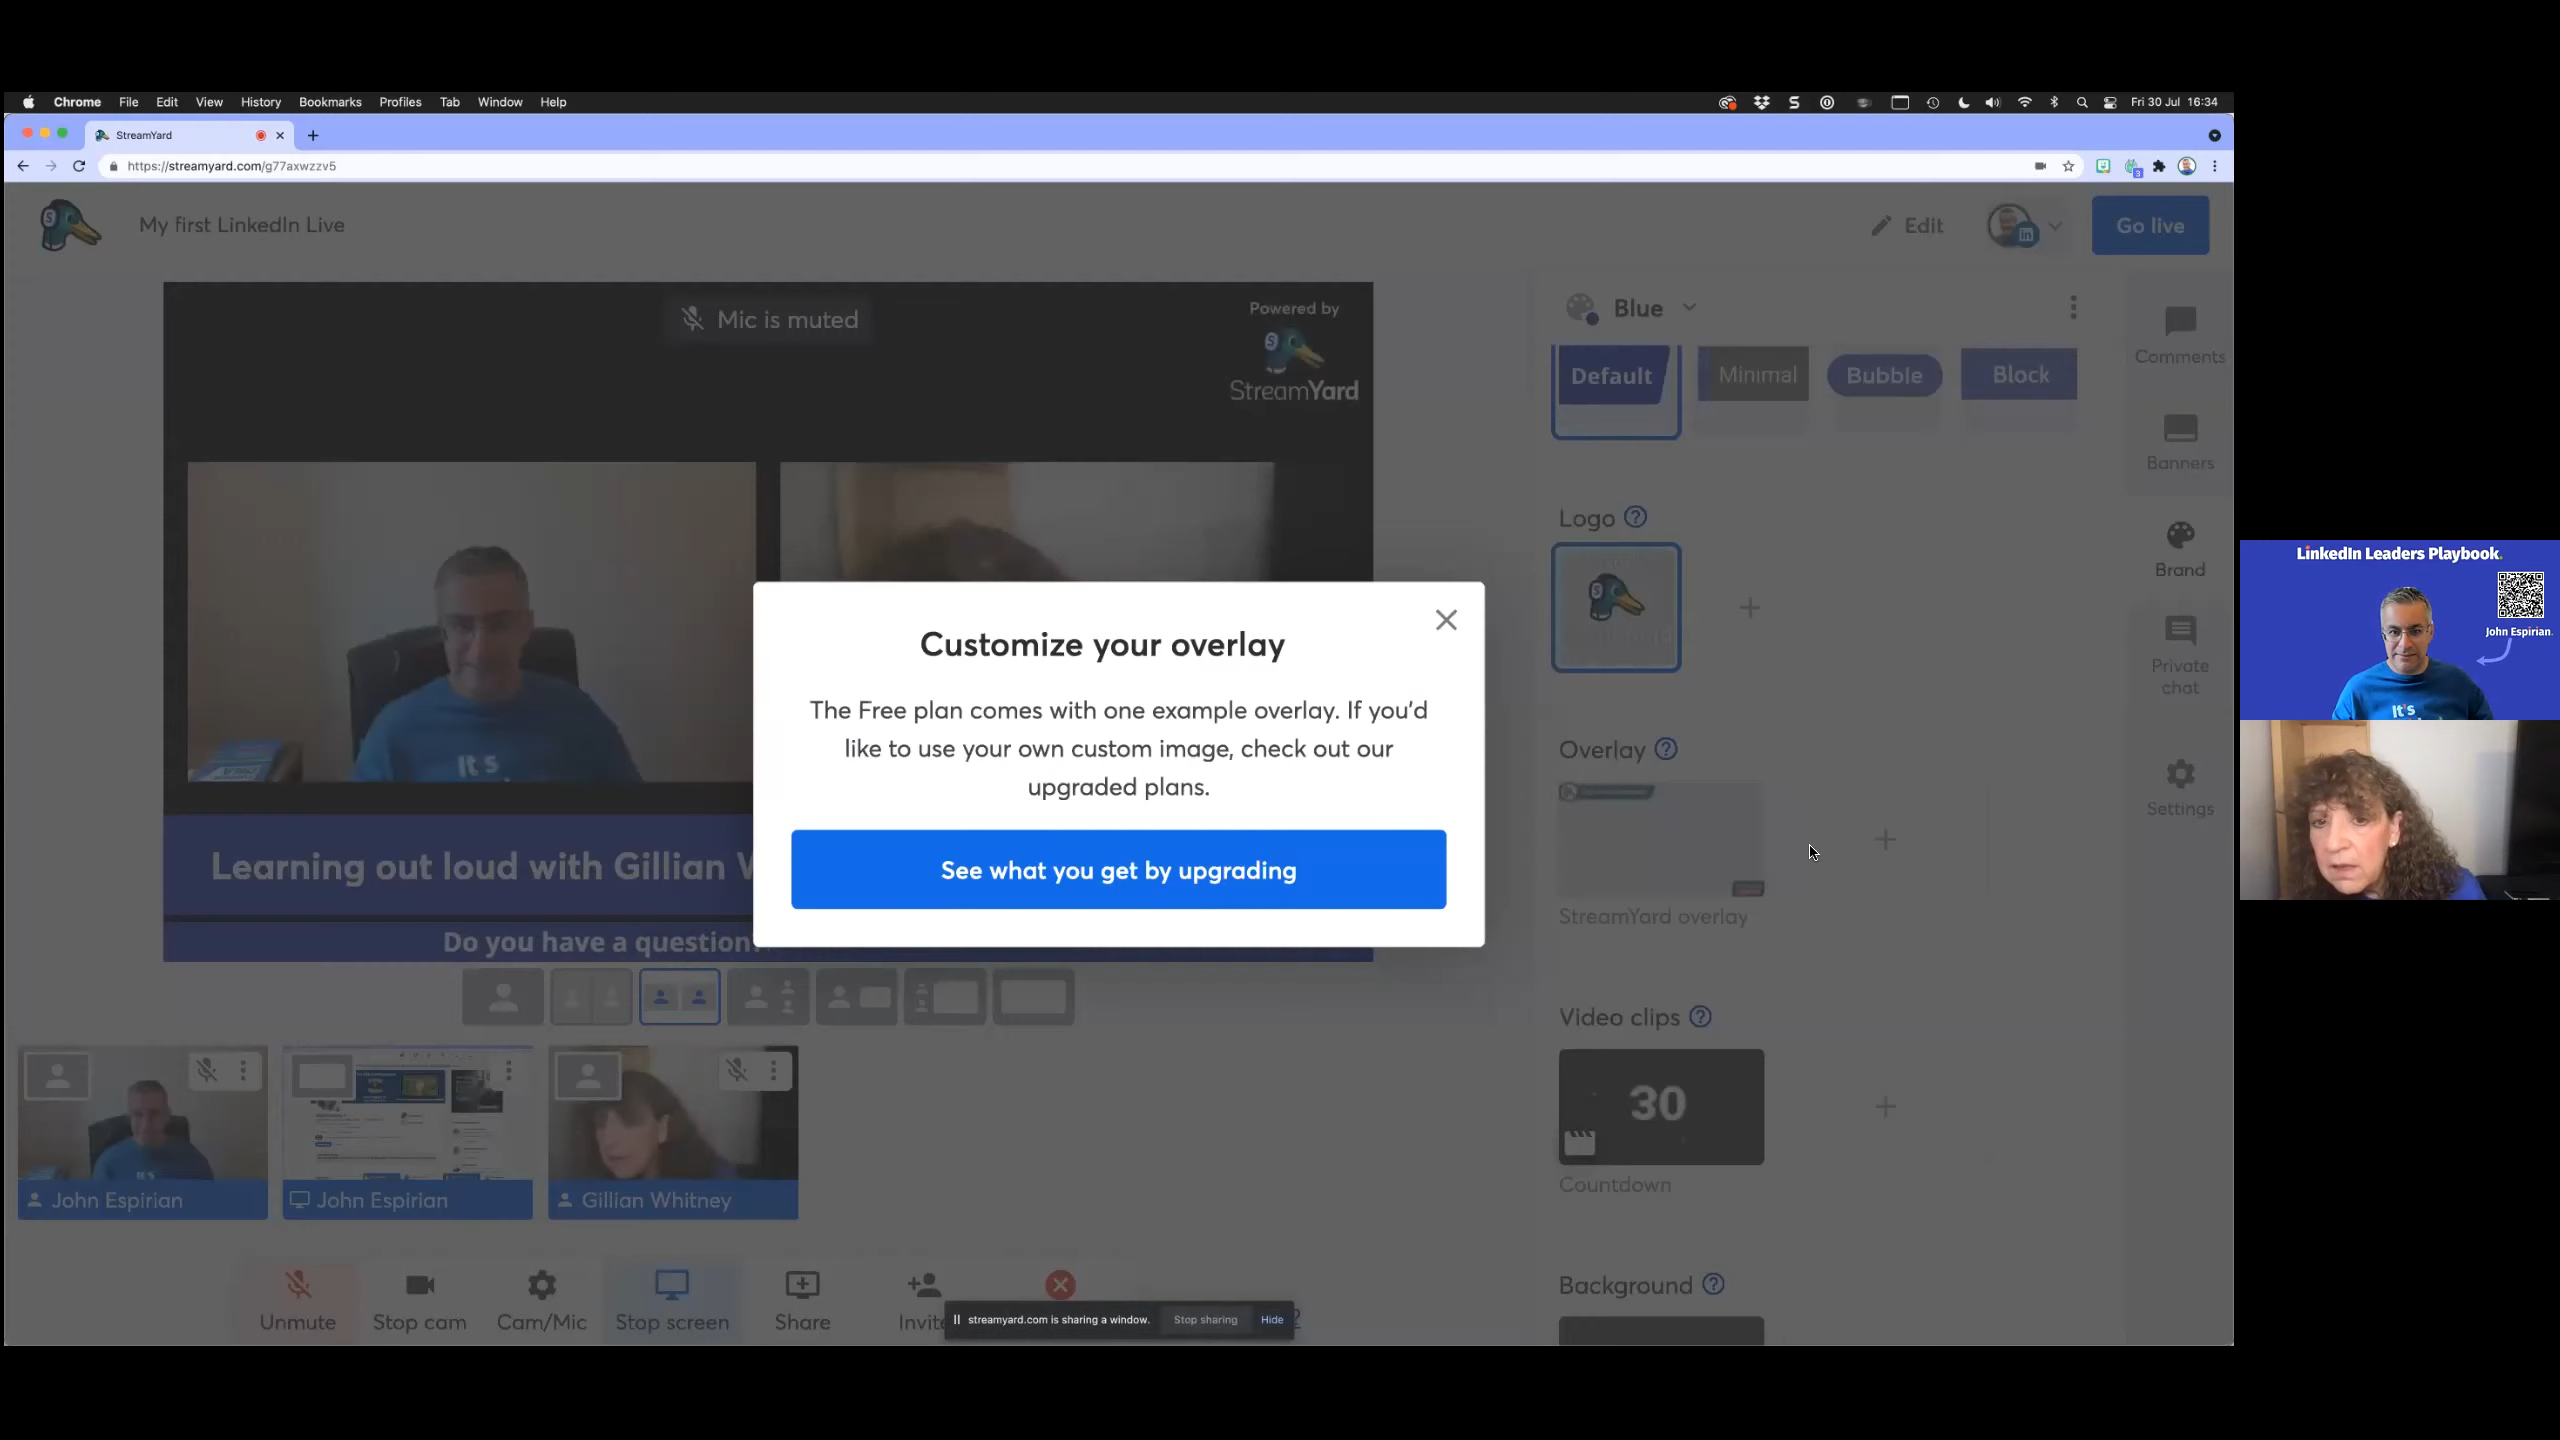 Chrome File Edit View History Bookmarks Profiles Tab Window Help
Fri 30 Jul 16:34
StreamYard
https://streamyard.com/g77axwzzv5
My first LinkedIn Live
Edit
Go live
Mic is muted
Powered by
StreamYard
Blue
Default Minimal Bubble Block
Logo
Overlay
StreamYard overlay
Video clips
30
Countdown
Background
Comments
Banners
Brand
Private
chat
Settings
Customize your overlay
The Free plan comes with one example overlay. If you'd
like to use your own custom image, check out our
upgraded plans.
See what you get by upgrading
It's
Learning out loud with Gillian W
Do you have a question?
John Espirian
John Espirian
Gillian Whitney
Unmute Stop cam Cam/Mic Stop screen Share Invite
streamyard.com is sharing a window. Stop sharing Hide
LinkedIn Leaders Playbook.
John Espirian.
It's